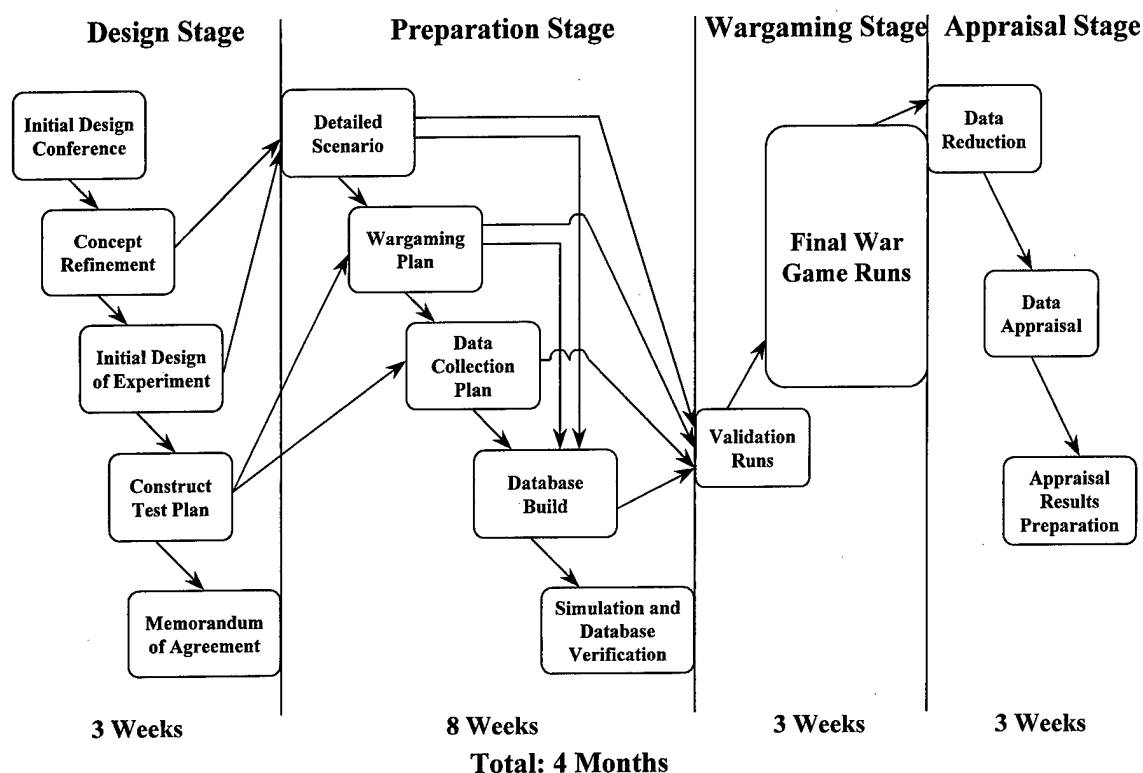 Design Stage
Preparation Stage
Wargaming Stage
Appraisal Stage
Initial Design
Conference
Concept
Refinement
Initial Design
of Experiment
Construct
Test Plan
Memorandum
of Agreement
Detailed
Scenario
Wargaming
Plan
Data
Collection
Plan
Database
Build
Simulation and
Database
Verification
Validation
Runs
Final War
Game Runs
Data
Reduction
Data
Appraisal
Appraisal
Results
Preparation
3 Weeks
8 Weeks
3 Weeks
3 Weeks
Total: 4 Months